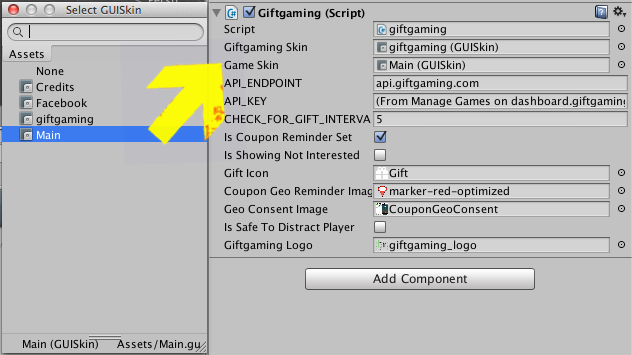 Select GUISkin
Assets
None
Credits
Facebook
giftgaming
Main
Main (GUISkin) Assets/Main.gu
Giftgaming (Script)
Script giftgaming
Giftgaming Skin giftgaming (GUISkin)
Game Skin Main (GUISkin)
API_ENDPOINT api.giftgaming.com
API_KEY (From Manage Games on dashboard.giftgaming
CHECK_FOR_GIFT_INTERVA 5
Is Coupon Reminder Set
Is Showing Not Interested
Gift Icon Gift
Coupon Geo Reminder Imag marker-red-optimized
Geo Consent Image CouponGeoConsent
Is Safe To Distract Player
Giftgaming Logo giftgaming_logo
Add Component